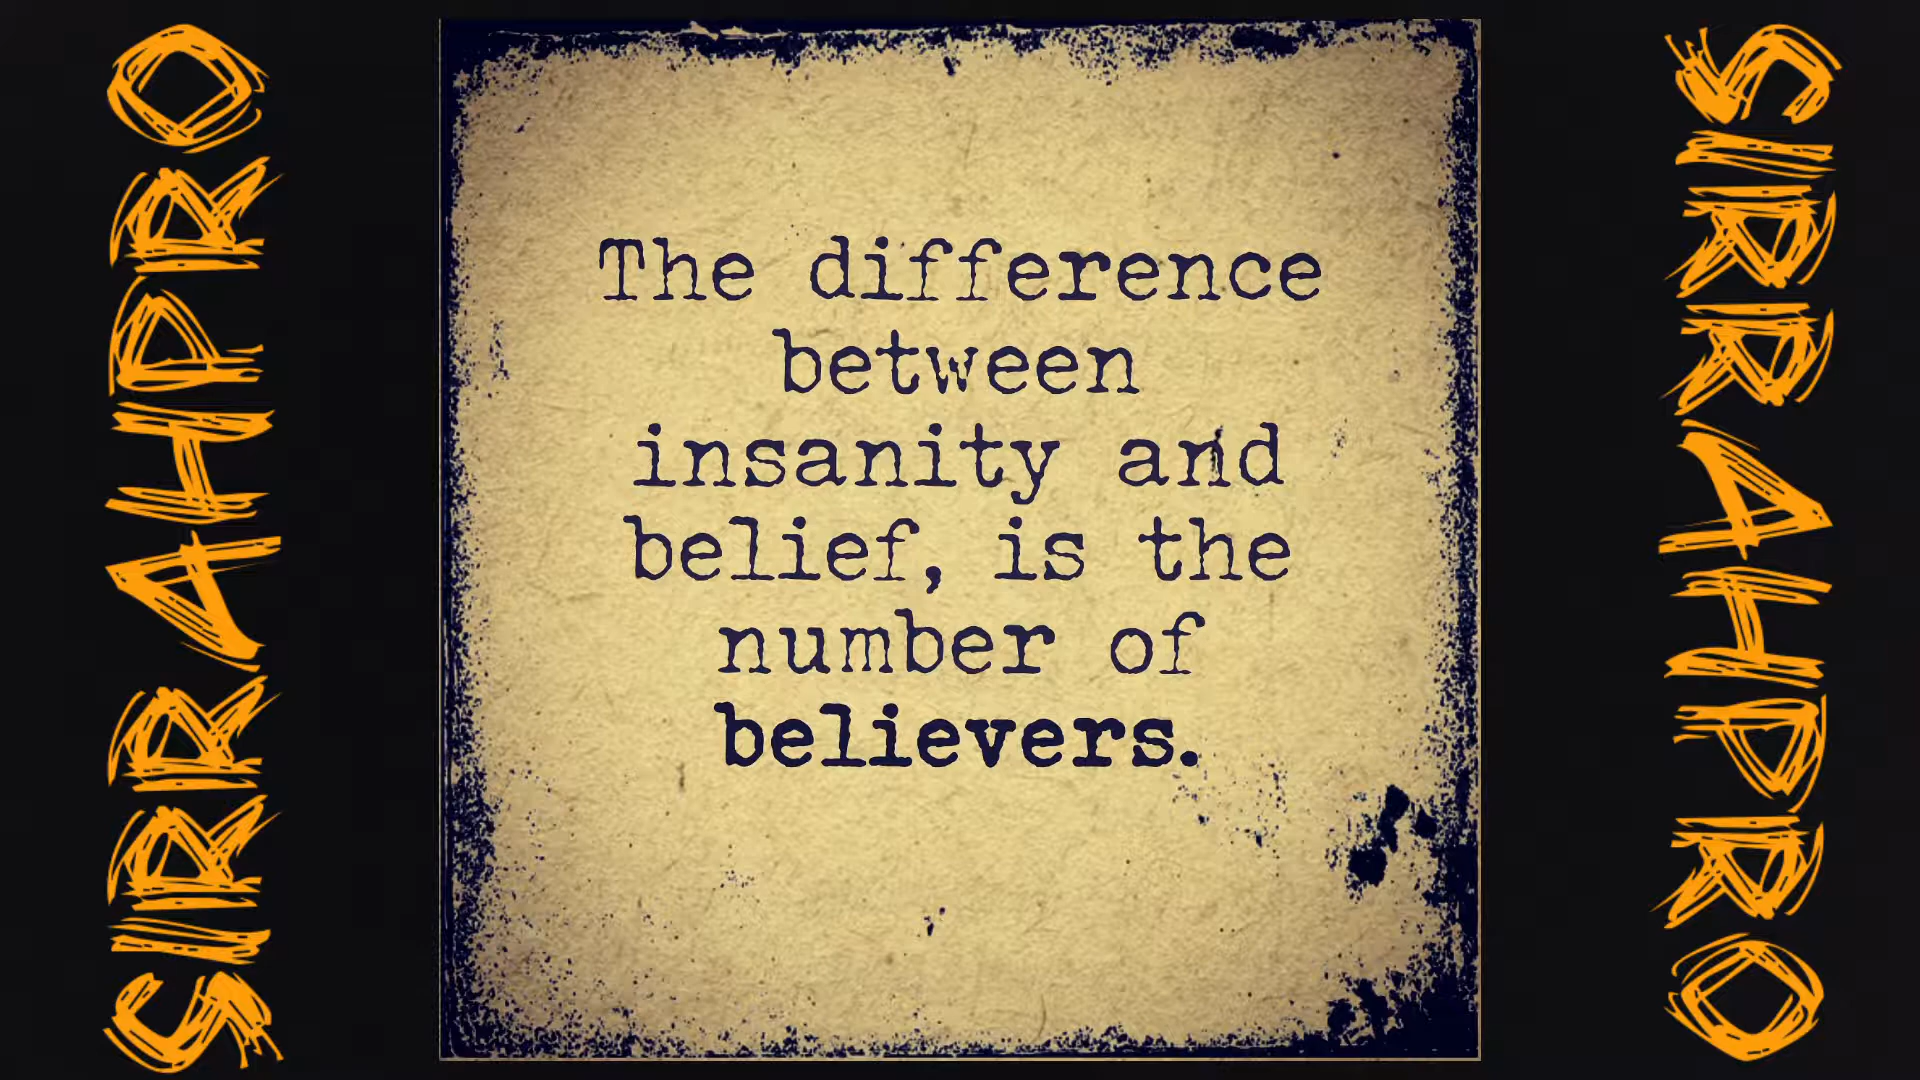 SIRRAHPRO
The difference
between
insanity and
belief, is the
number of
believers.
SIRRAHPRO